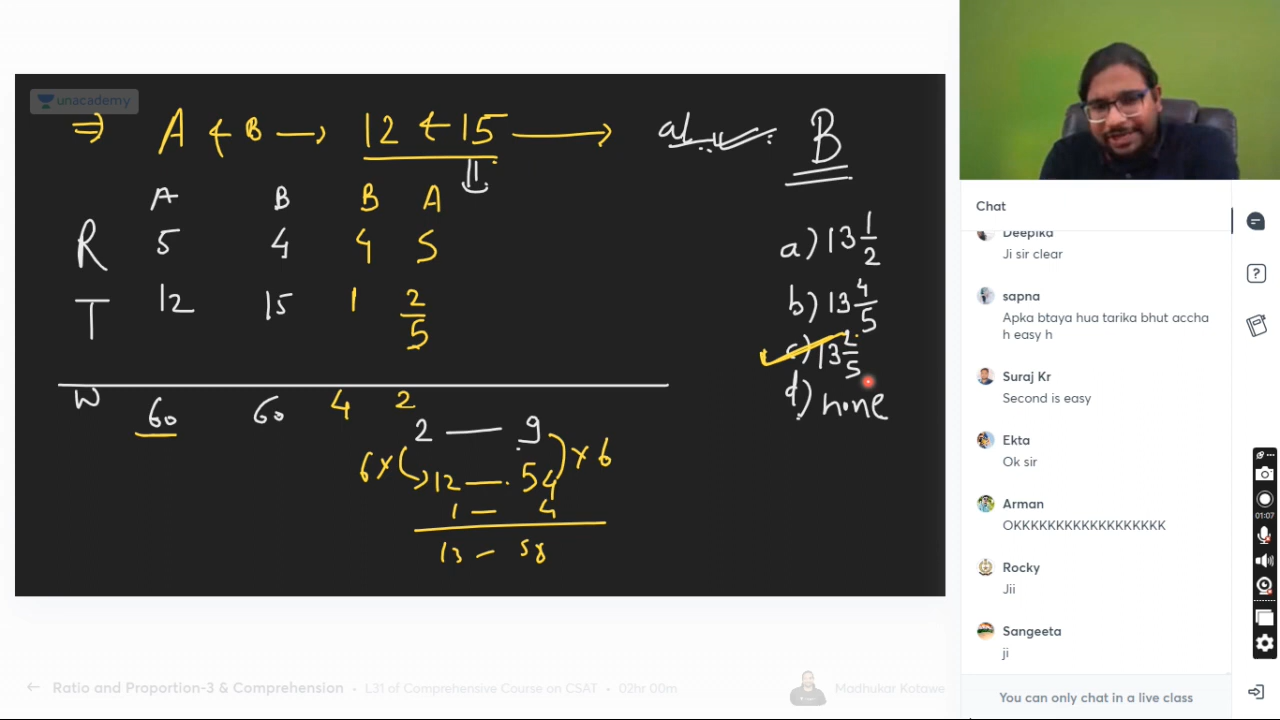 unacademy
⇒ A + B → 12 + 15 → B
A B B A
R 5 4 4 5
T 12 15 1 2/5
W 60 60 4 2
2 — 9
6× 12 — 54 ×6
1 — 4
13 — 58
a) 13 1/2
b) 13 4/5
c) 13 2/5
d) none
Chat
Deepika
Ji sir clear
sapna
Apka btaya hua tarika bhut accha
h easy h
Suraj Kr
Second is easy
Ekta
Ok sir
Arman
OKKKKKKKKKKKKKKKKKK
Rocky
Jii
Sangeeta
ji
You can only chat in a live class
01:07
← Ratio and Proportion-3 & Comprehension • L31 of Comprehensive Course on CSAT • 02hr 00m
Madhukar Kotawe